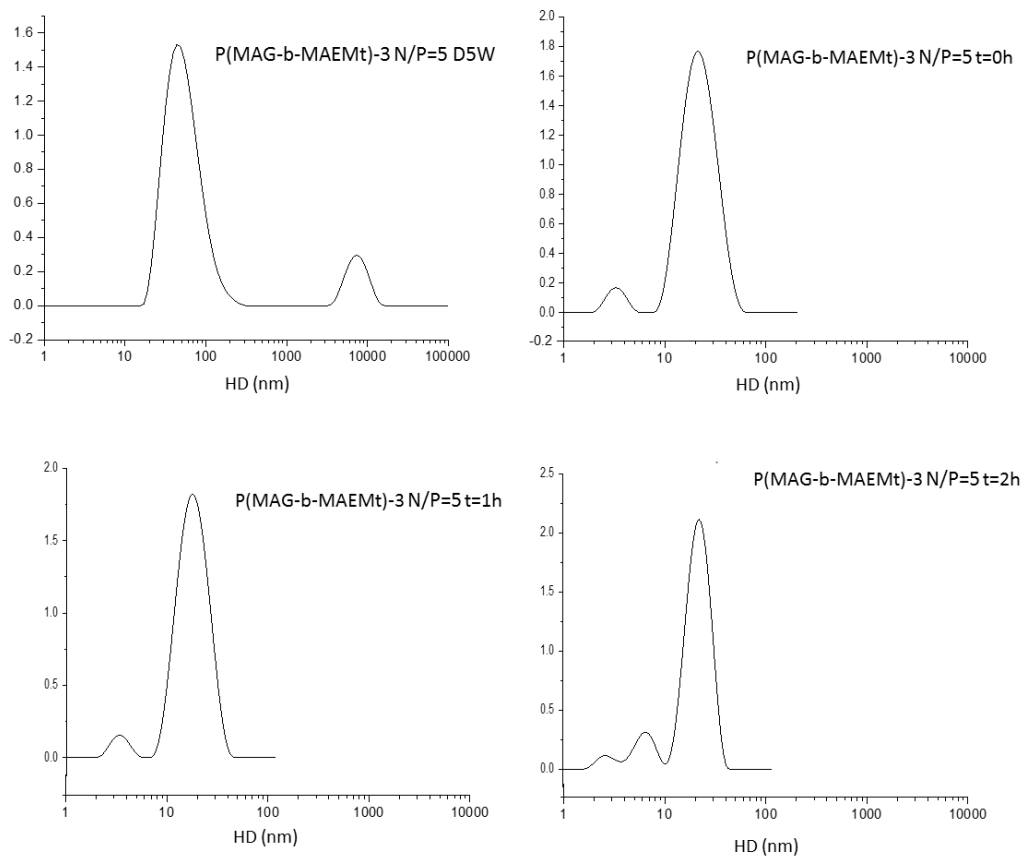 P(MAG-b-MAEMt)-3 N/P=5 D5W
1.6
1.4
1.2
1.0
0.8
0.6
0.4
0.2
0.0
-0.2
1 10 100 1000 10000 100000
HD (nm)
P(MAG-b-MAEMt)-3 N/P=5 t=0h
2.0
1.8
1.6
1.4
1.2
1.0
0.8
0.6
0.4
0.2
0.0
-0.2
1 10 100 1000 10000
HD (nm)
P(MAG-b-MAEMt)-3 N/P=5 t=1h
2.0
1.5
1.0
0.5
0.0
1 10 100 1000 10000
HD (nm)
P(MAG-b-MAEMt)-3 N/P=5 t=2h
2.5
2.0
1.5
1.0
0.5
0.0
1 10 100 1000 10000
HD (nm)